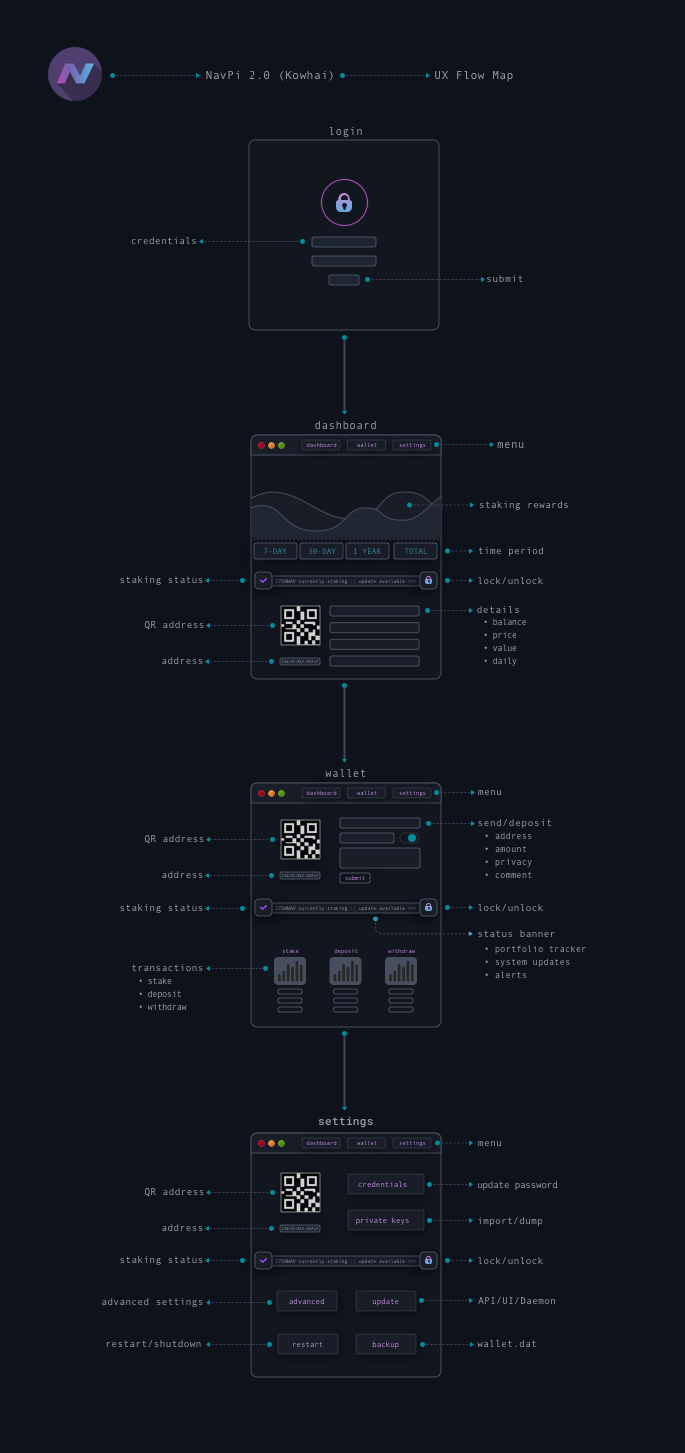 NavPi 2.0 (Kowhai)
UX Flow Map
login
credentials
submit
dashboard
dashboard
wallet
settings
menu
staking rewards
7-DAY
30-DAY
1 YEAR
TOTAL
time period
staking status
currently staking :: update available >>>
lock/unlock
QR address
details
• balance
• price
• value
• daily
address
wallet
dashboard
wallet
settings
menu
QR address
send/deposit
• address
• amount
• privacy
• comment
address
submit
staking status
currently staking :: update available >>>
lock/unlock
status banner
• portfolio tracker
• system updates
• alerts
stake
deposit
withdraw
transactions
• stake
• deposit
• withdraw
settings
dashboard
wallet
settings
menu
QR address
credentials
update password
address
private keys
import/dump
staking status
currently staking :: update available >>>
lock/unlock
advanced settings
advanced
update
API/UI/Daemon
restart/shutdown
restart
backup
wallet.dat